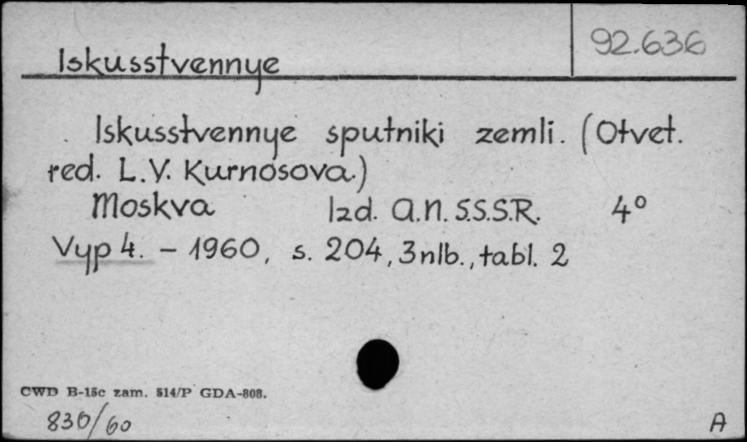 Iskusstvennye
92.636
Iskusstvennye sputniki zemli. (Otvet.
red. L.V. Kurnosova.)
Moskva Izd. A.N. S.S.S.R. 4°
Vyp 4. – 1960, s. 204, 3nlb., tabl. 2
CWD B-15c zam. 514/P GDA-808.
830/60
A